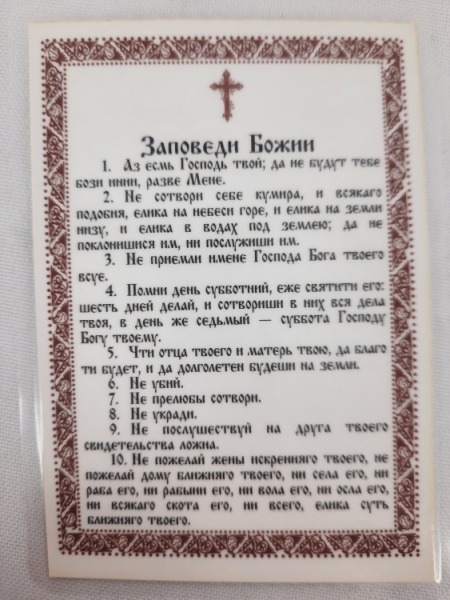 Заповеди Божии
1. Аз есмь Господь твой; да не будут тебе
бози инии, разве Мене.
2. Не сотвори себе кумира, и всякаго
подобия, елика на небеси горе, и елика на земли
низу, и елика в водах под землею; да не
поклонишися им, ни послужиши им.
3. Не приемли имене Господа Бога твоего
всуе.
4. Помни день субботний, еже святити его:
шесть дней делай, и сотвориши в них вся дела
твоя, в день же седьмый — суббота Господу
Богу твоему.
5. Чти отца твоего и матерь твою, да благо
ти будет, и да долголетен будеши на земли.
6. Не убий.
7. Не прелюбы сотвори.
8. Не укради.
9. Не послушествуй на друга твоего
свидетельства ложна.
10. Не пожелай жены искренняго твоего, не
пожелай дому ближняго твоего, ни села его, ни
раба его, ни рабыни его, ни вола его, ни осла его,
ни всякаго скота его, ни всего, елика суть
ближняго твоего.